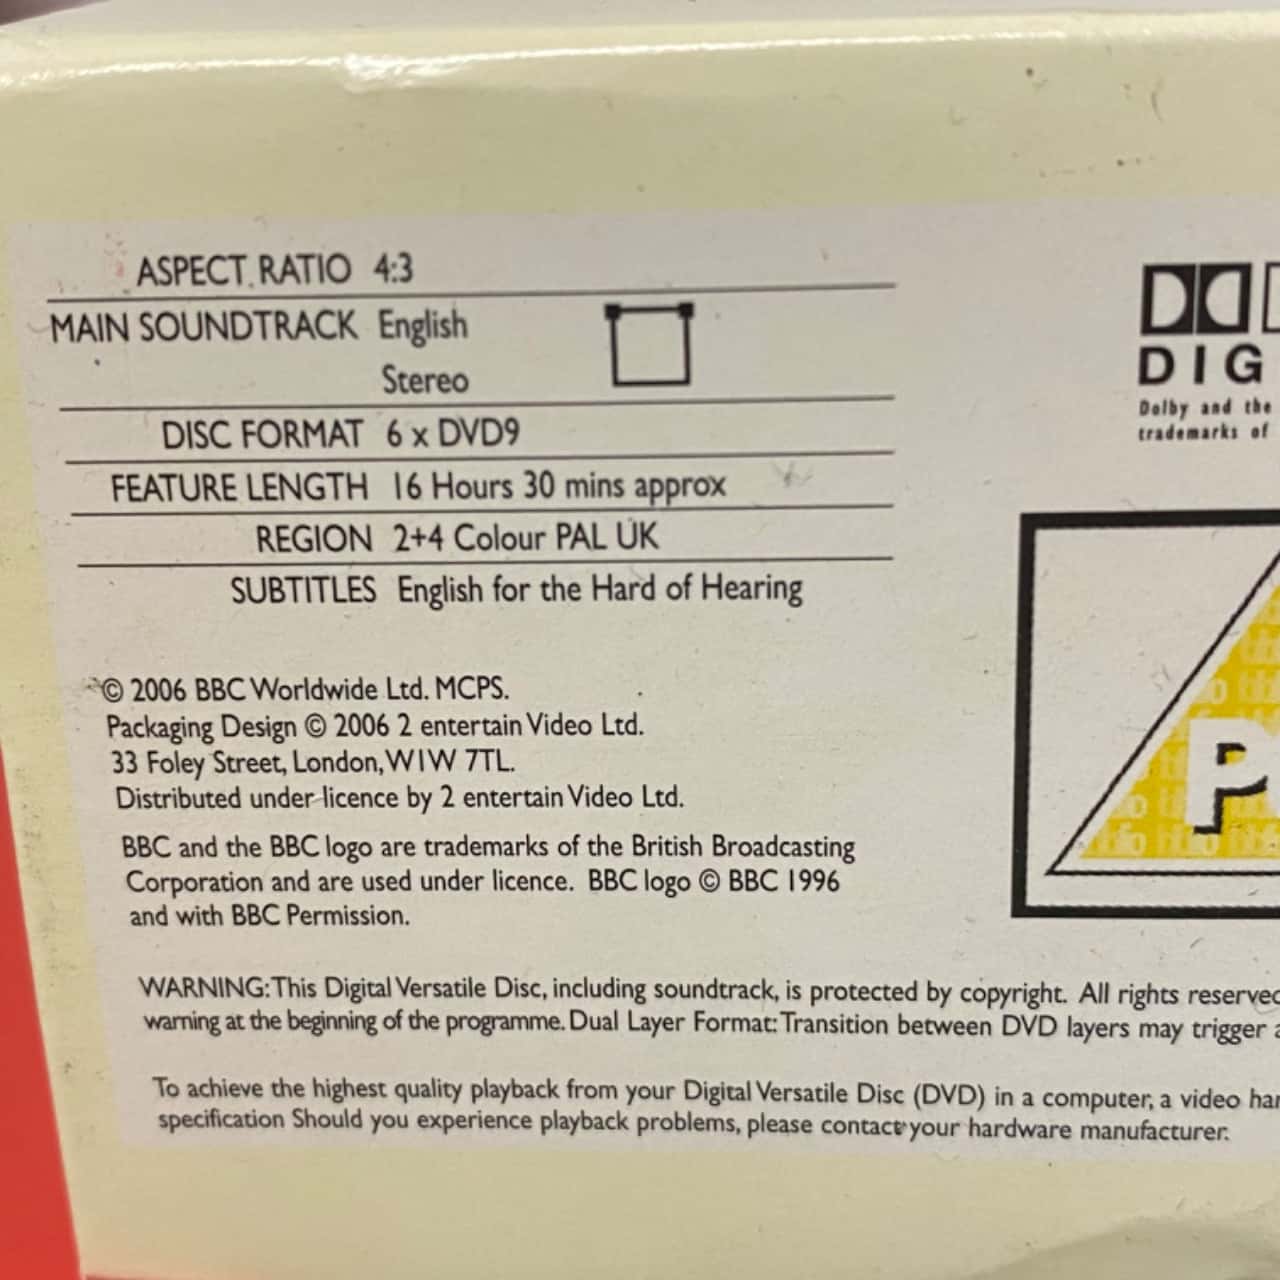 ASPECT RATIO 4:3
MAIN SOUNDTRACK English
Stereo
DISC FORMAT 6 x DVD9
FEATURE LENGTH 16 Hours 30 mins approx
REGION 2+4 Colour PAL UK
SUBTITLES English for the Hard of Hearing
© 2006 BBC Worldwide Ltd. MCPS.
Packaging Design © 2006 2 entertain Video Ltd.
33 Foley Street, London, W1W 7TL.
Distributed under licence by 2 entertain Video Ltd.
BBC and the BBC logo are trademarks of the British Broadcasting
Corporation and are used under licence. BBC logo © BBC 1996
and with BBC Permission.
WARNING: This Digital Versatile Disc, including soundtrack, is protected by copyright. All rights reserved
warning at the beginning of the programme. Dual Layer Format: Transition between DVD layers may trigger a
To achieve the highest quality playback from your Digital Versatile Disc (DVD) in a computer, a video har
specification Should you experience playback problems, please contact your hardware manufacturer.
DIG
Dolby and the
trademarks of
P